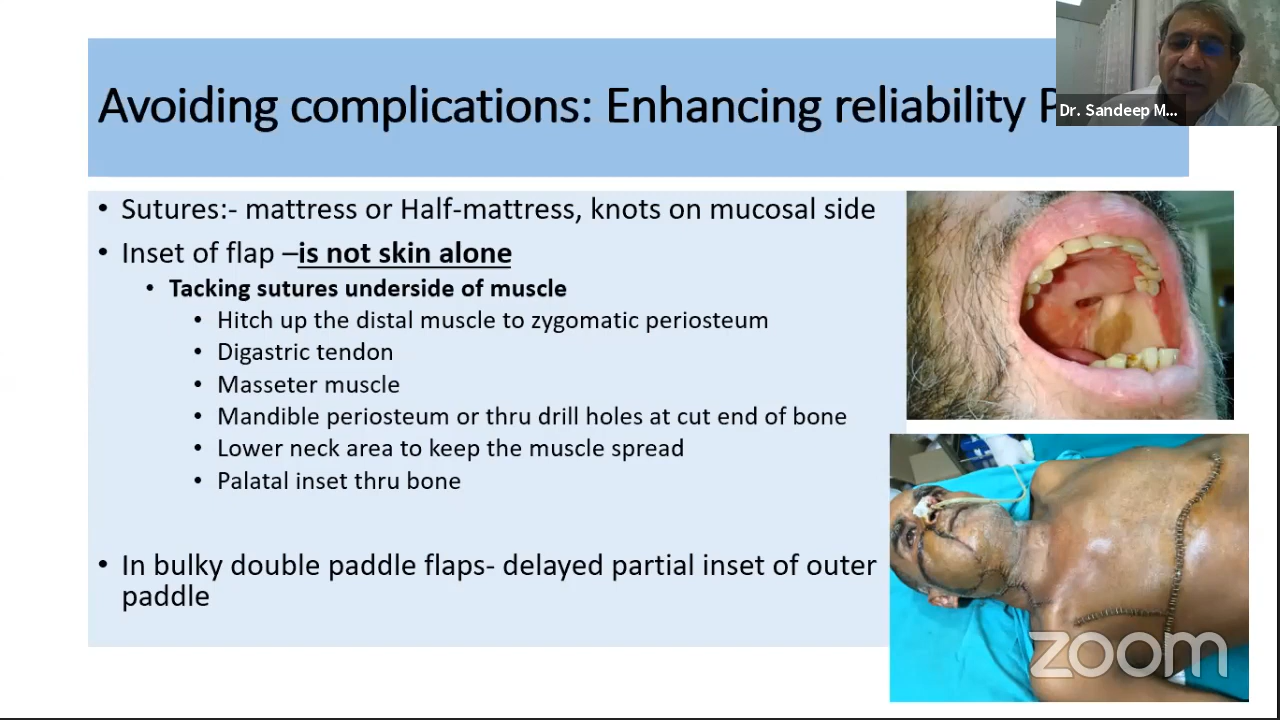 Avoiding complications: Enhancing reliability
Dr. Sandeep M...
• Sutures:- mattress or Half-mattress, knots on mucosal side
• Inset of flap –is not skin alone
• Tacking sutures underside of muscle
• Hitch up the distal muscle to zygomatic periosteum
• Digastric tendon
• Masseter muscle
• Mandible periosteum or thru drill holes at cut end of bone
• Lower neck area to keep the muscle spread
• Palatal inset thru bone
• In bulky double paddle flaps- delayed partial inset of outer
paddle
zoom